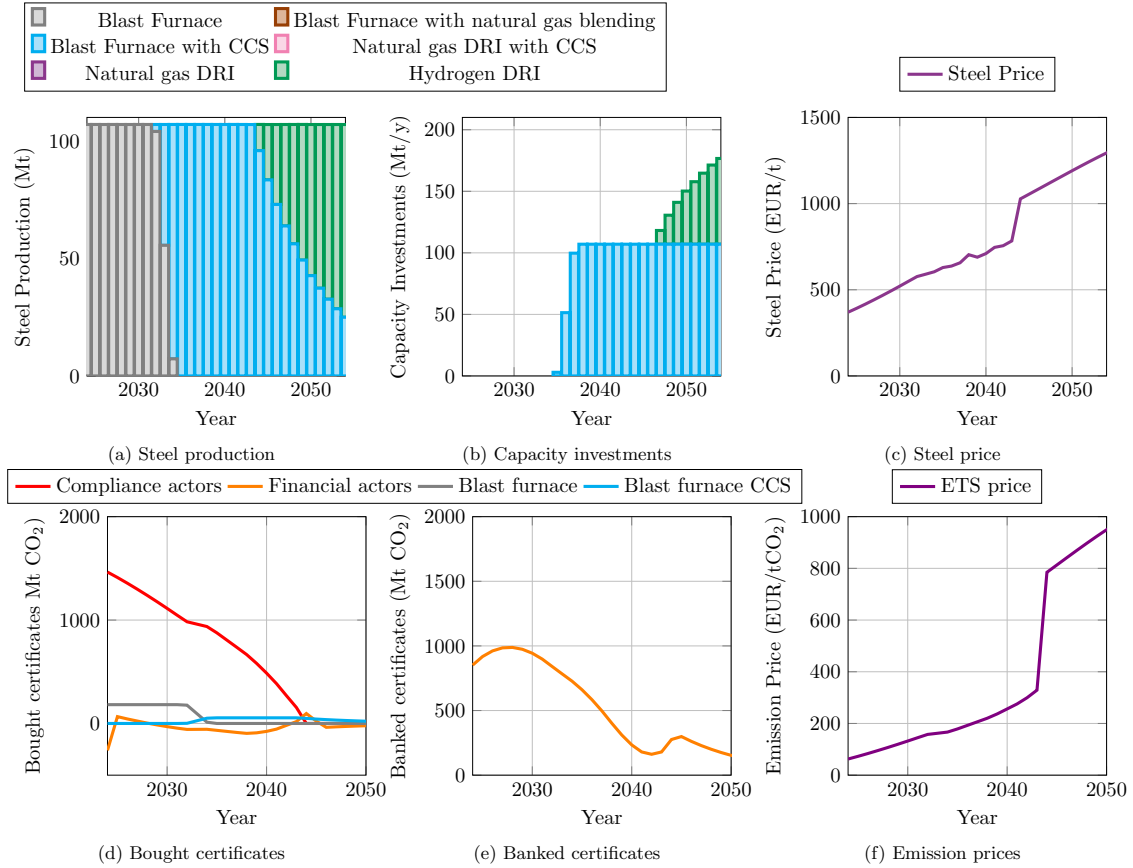 Blast Furnace
Blast Furnace with natural gas blending
Blast Furnace with CCS
Natural gas DRI with CCS
Natural gas DRI
Hydrogen DRI
Steel Price
Steel Production (Mt)
100
50
0
2030
2040
2050
Year
(a) Steel production
Capacity Investments (Mt/y)
200
150
100
50
0
2030
2040
2050
Year
(b) Capacity investments
Steel Price (EUR/t)
1500
1000
500
0
2030
2040
2050
Year
(c) Steel price
Compliance actors
Financial actors
Blast furnace
Blast furnace CCS
ETS price
Bought certificates Mt CO₂
2000
1000
0
2030
2040
2050
Year
(d) Bought certificates
Banked certificates (Mt CO₂)
2000
1500
1000
500
0
2030
2040
2050
Year
(e) Banked certificates
Emission Price (EUR/tCO₂)
1000
800
600
400
200
0
2030
2040
2050
Year
(f) Emission prices